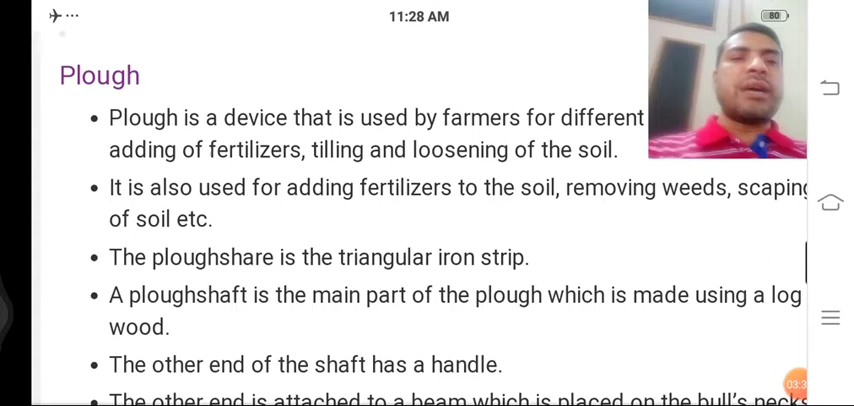 11:28 AM
80
Plough
• Plough is a device that is used by farmers for different
adding of fertilizers, tilling and loosening of the soil.
• It is also used for adding fertilizers to the soil, removing weeds, scaping
of soil etc.
• The ploughshare is the triangular iron strip.
• A ploughshaft is the main part of the plough which is made using a log
wood.
• The other end of the shaft has a handle.
• The other end is attached to a beam which is placed on the bull's necks
03:3